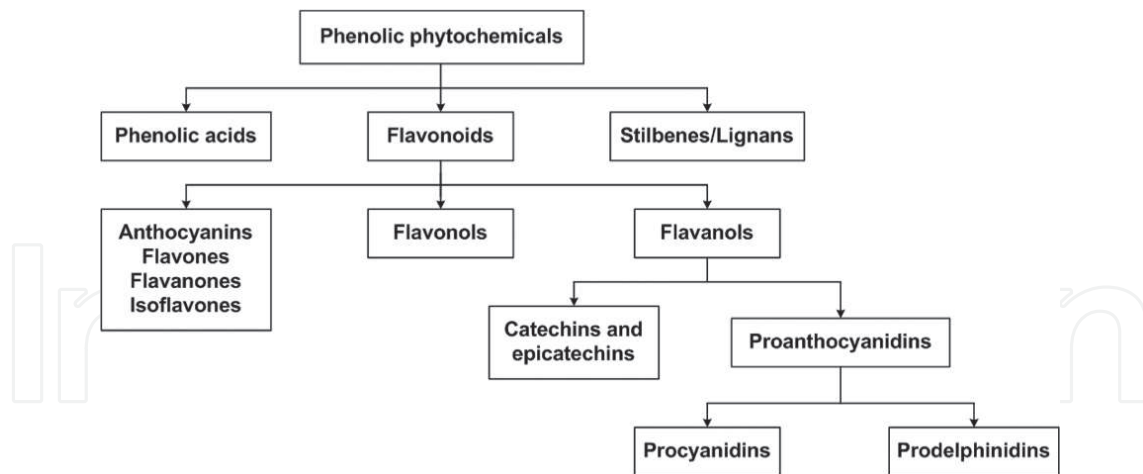 Phenolic phytochemicals
Phenolic acids
Flavonoids
Stilbenes/Lignans
Anthocyanins
Flavones
Flavanones
Isoflavones
Flavonols
Flavanols
Catechins and
epicatechins
Proanthocyanidins
Procyanidins
Prodelphinidins